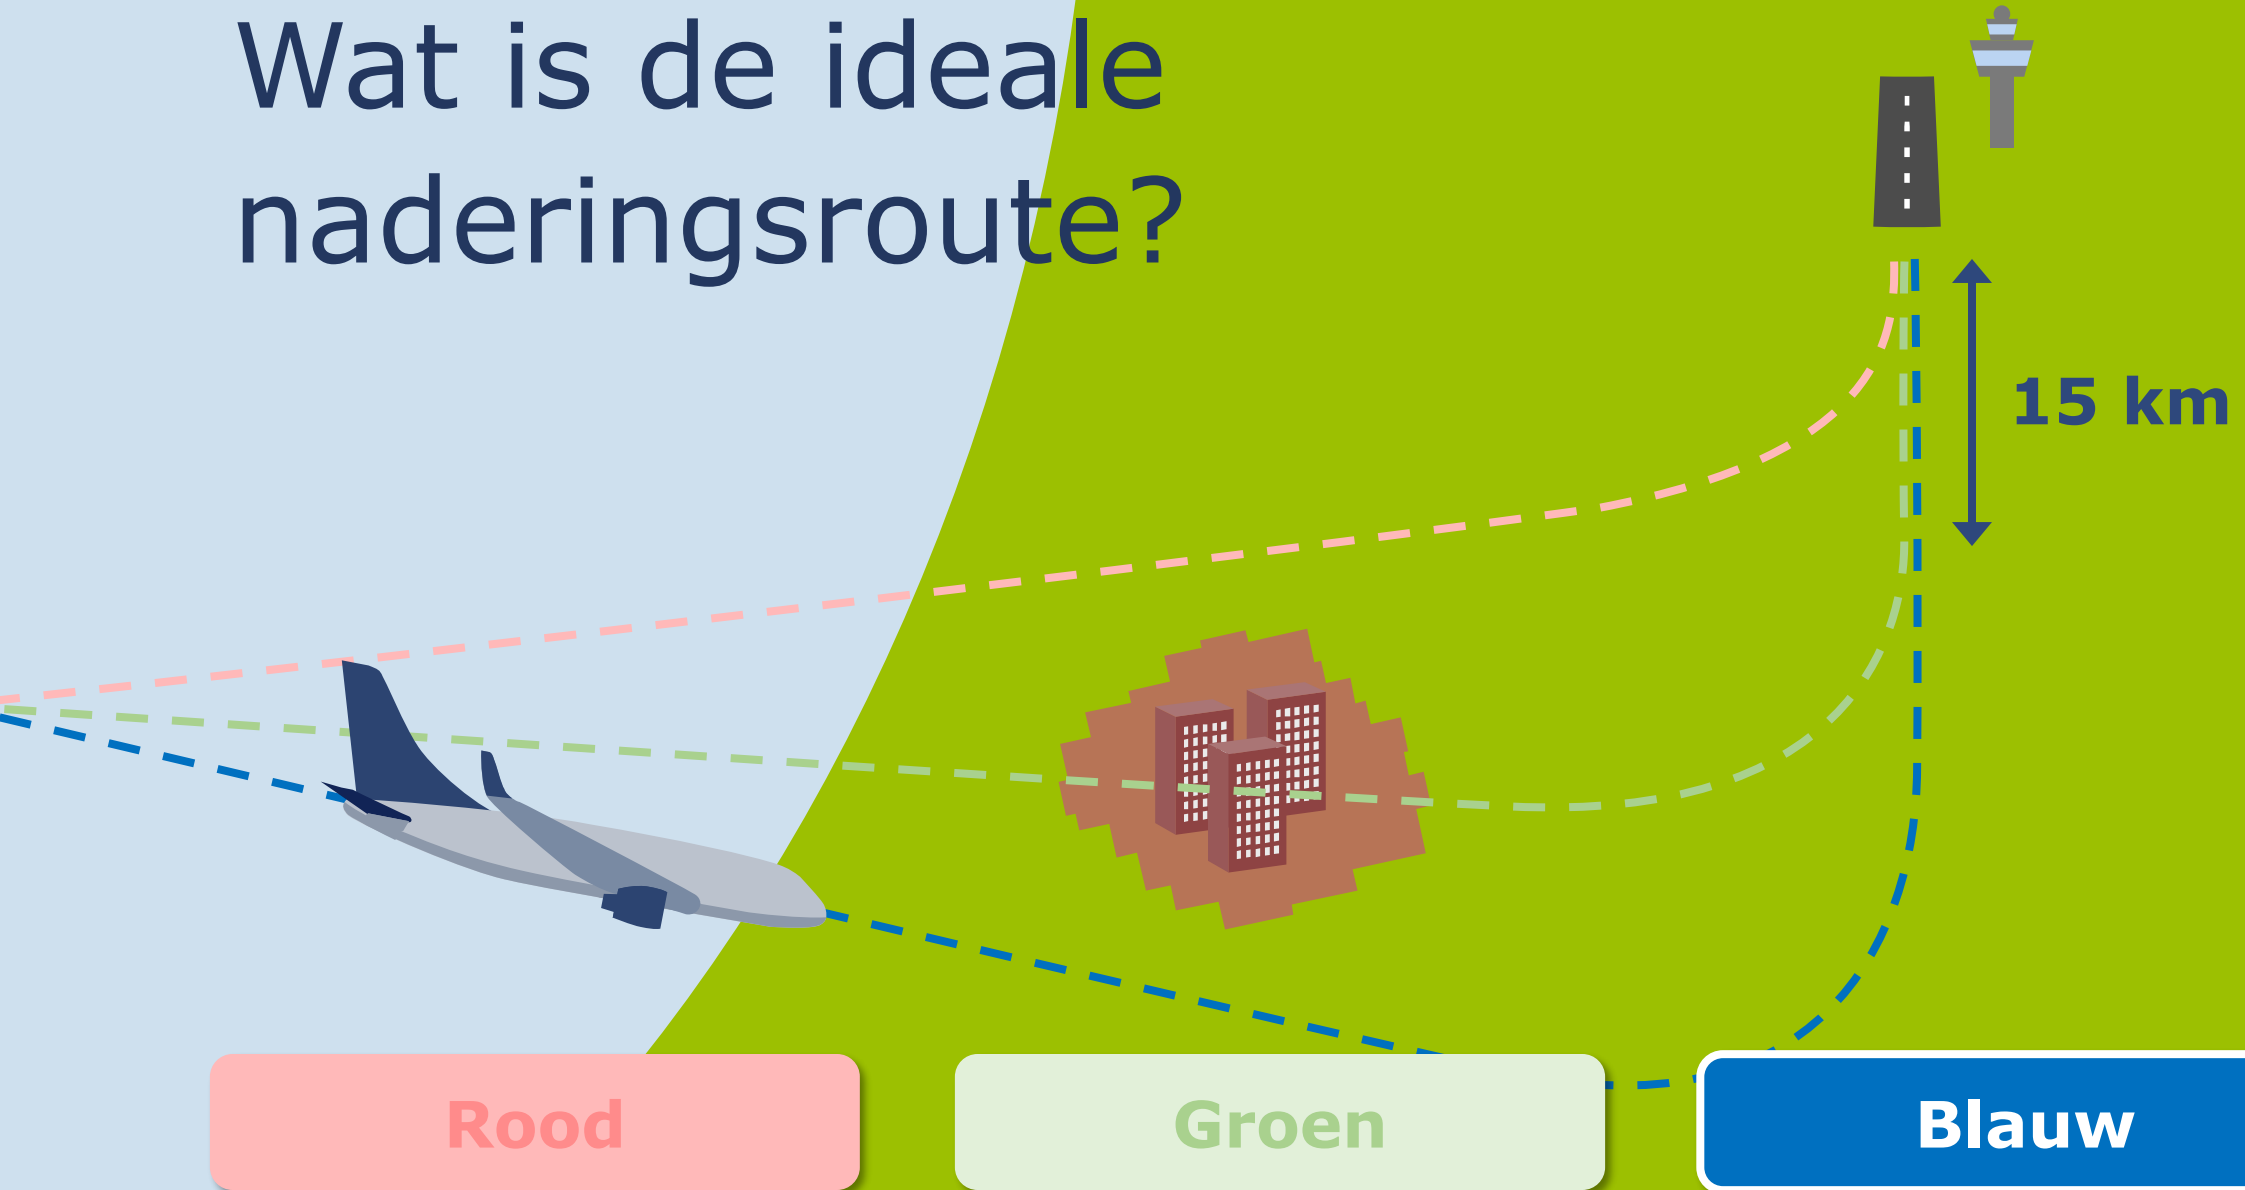 Wat is de ideale
naderingsroute?
15 km
Rood
Groen
Blauw